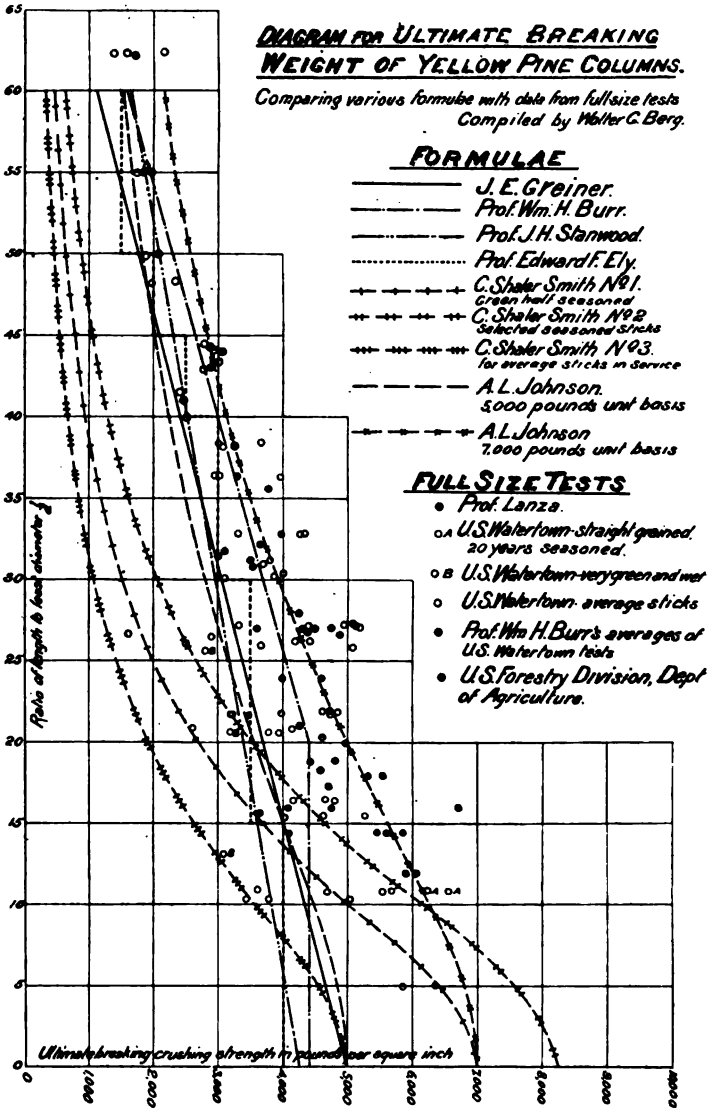 DIAGRAM FOR ULTIMATE BREAKING
WEIGHT OF YELLOW PINE COLUMNS.
Comparing various formulae with data from full size tests
Compiled by Walter G. Berg.
FORMULAE
J. E. Greiner.
Prof. Wm. H. Burr.
Prof. J. H. Stanwood.
Prof. Edward F. Ely.
C. Shaler Smith No 1.
Green half seasoned
C. Shaler Smith No 2
Selected seasoned sticks
C. Shaler Smith No 3.
for average sticks in service
A. L. Johnson.
5,000 pounds unit basis
A. L. Johnson
7,000 pounds unit basis
FULL SIZE TESTS
Prof. Lanza.
A U.S. Watertown-straight grained,
20 years seasoned.
B U.S. Watertown-very green and wet
U.S. Watertown-average sticks
Prof. Wm H. Burr's averages of
U.S. Watertown tests
U.S. Forestry Division, Dept
of Agriculture.
65
60
55
50
45
40
35
30
25
20
15
10
5
0
Ratio of length to least diameter l/d
B
A
A
Ultimate breaking crushing strength in pounds per square inch
0
1,000
2,000
3,000
4,000
5,000
6,000
7,000
8,000
9,000
10,000